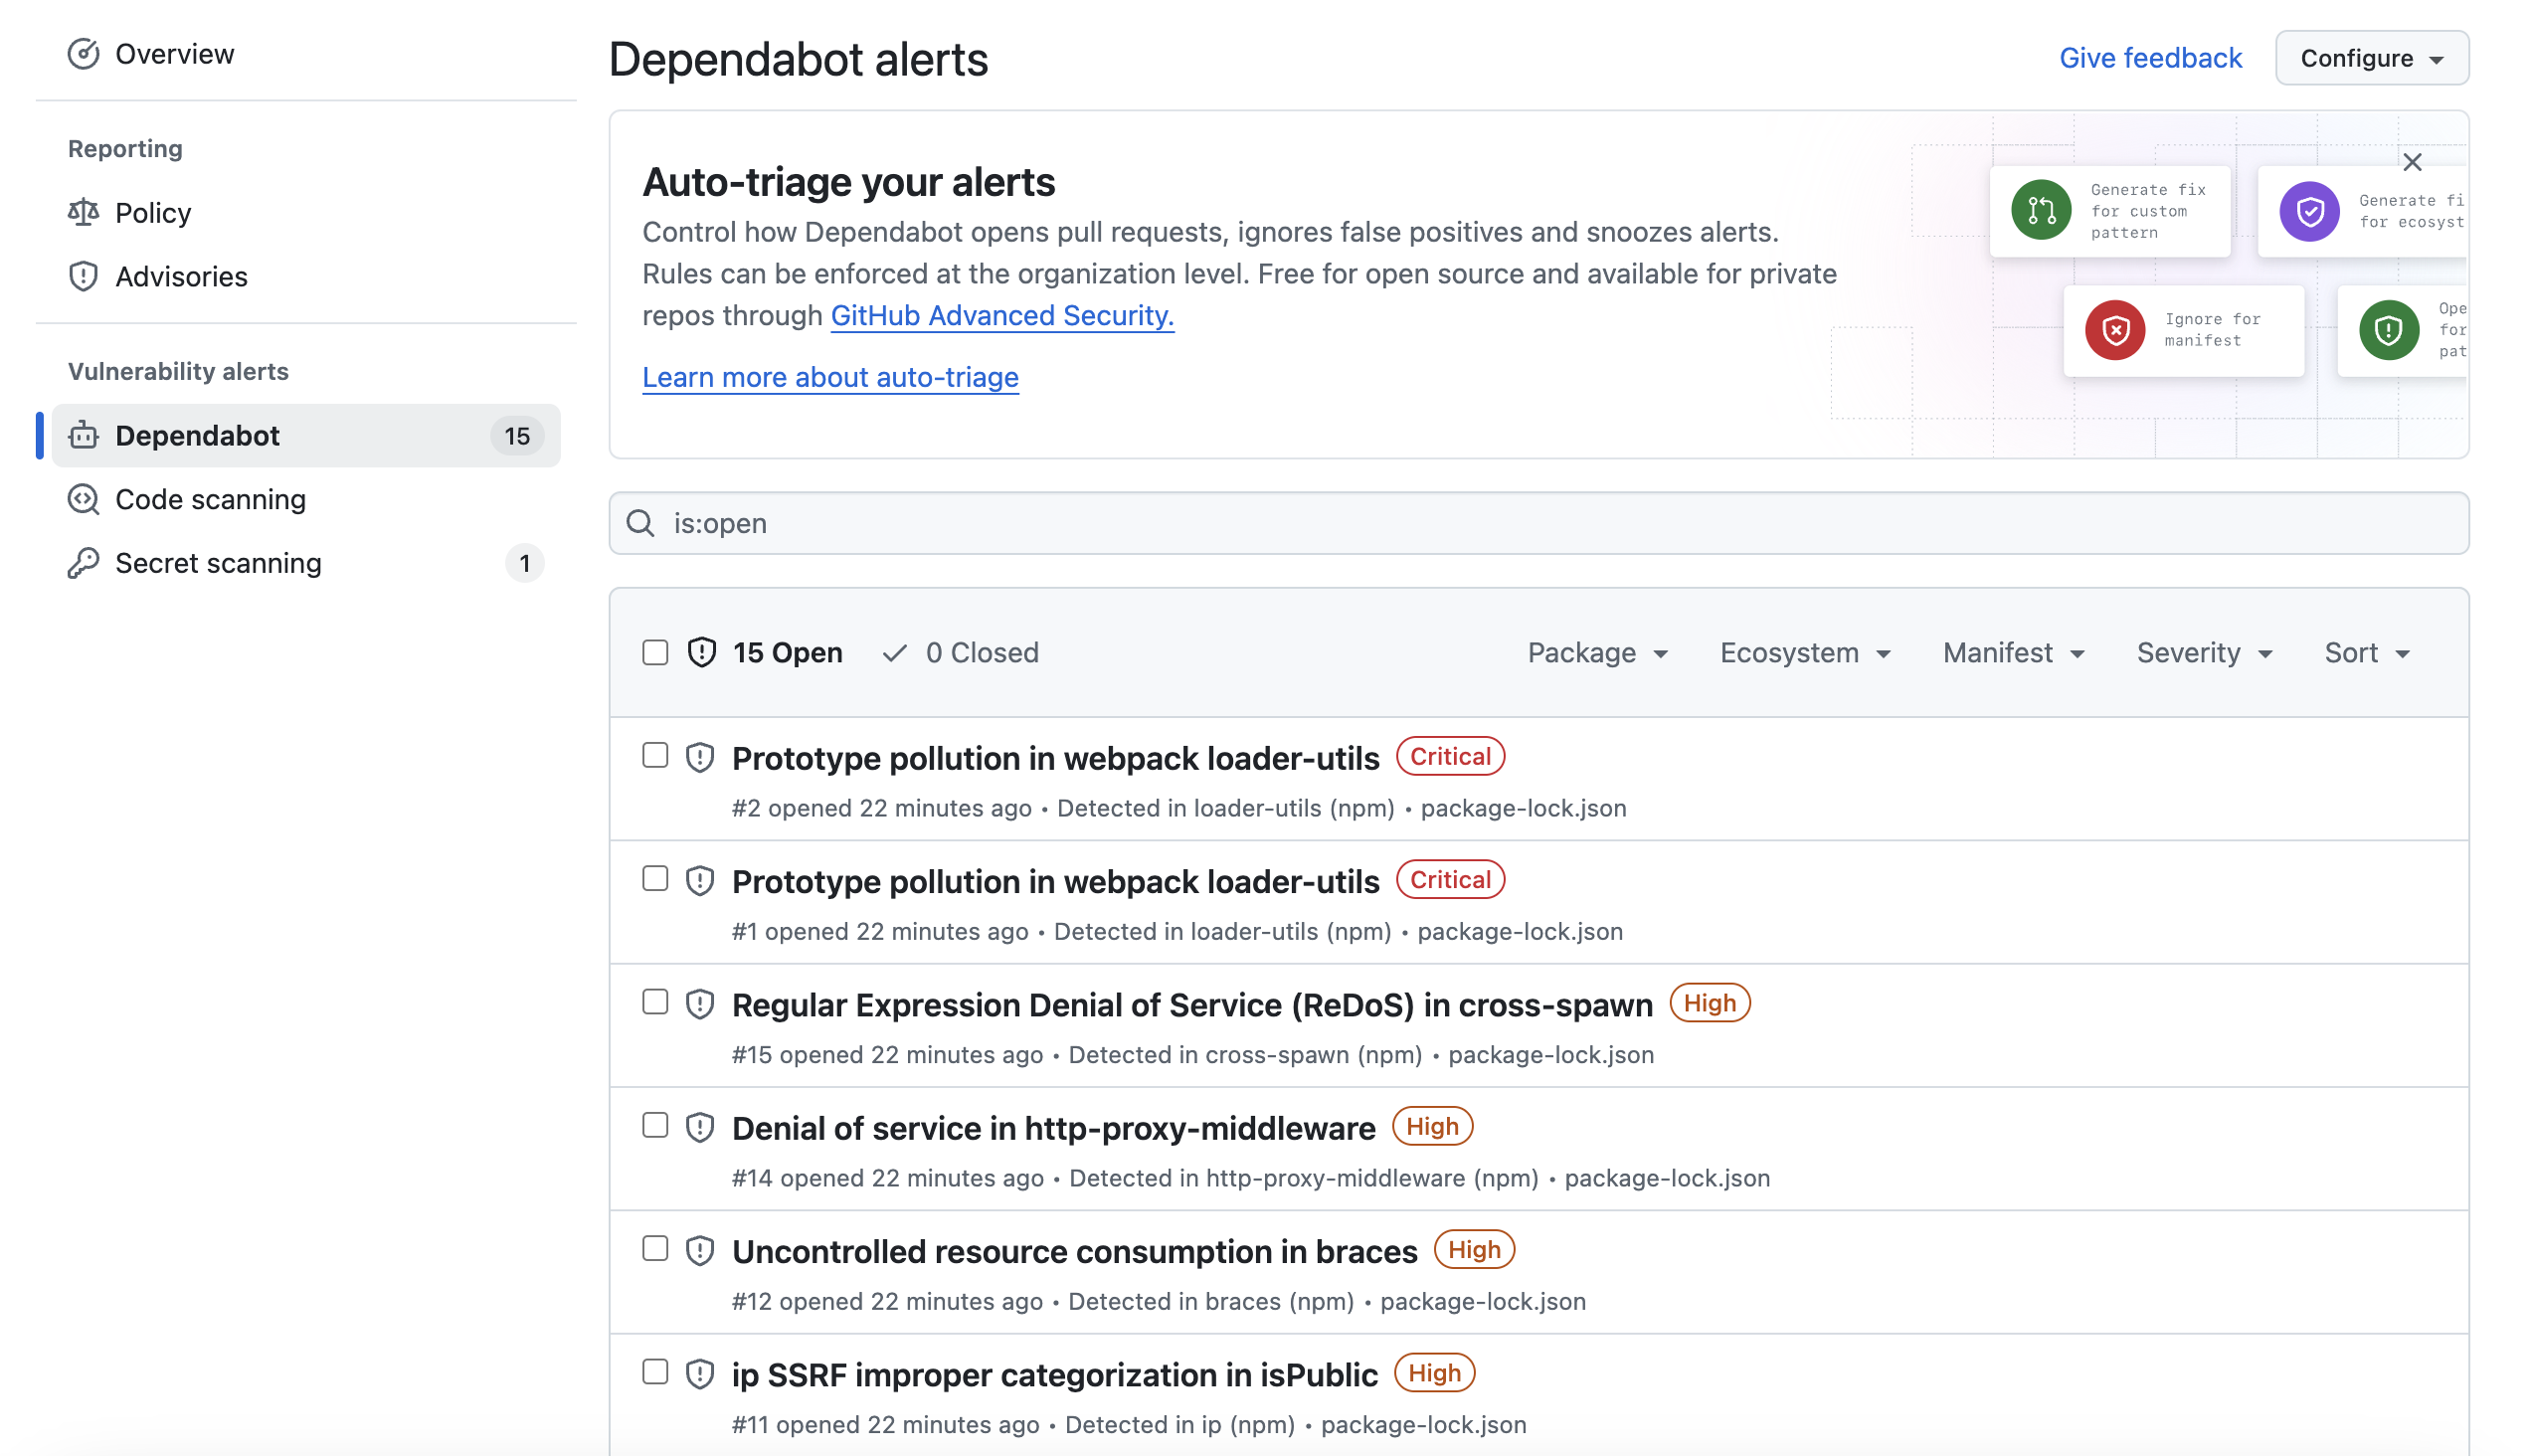 Overview
Reporting
Policy
Advisories
Vulnerability alerts
Dependabot 15
Code scanning
Secret scanning 1
Dependabot alerts
Give feedback
Configure
Auto-triage your alerts
Control how Dependabot opens pull requests, ignores false positives and snoozes alerts.
Rules can be enforced at the organization level. Free for open source and available for private
repos through GitHub Advanced Security.
Learn more about auto-triage
Generate fix
for custom
pattern
Generate fi
for ecosyst
Ignore for
manifest
Ope
for
pat
is:open
15 Open 0 Closed Package Ecosystem Manifest Severity Sort
Prototype pollution in webpack loader-utils Critical
#2 opened 22 minutes ago • Detected in loader-utils (npm) • package-lock.json
Prototype pollution in webpack loader-utils Critical
#1 opened 22 minutes ago • Detected in loader-utils (npm) • package-lock.json
Regular Expression Denial of Service (ReDoS) in cross-spawn High
#15 opened 22 minutes ago • Detected in cross-spawn (npm) • package-lock.json
Denial of service in http-proxy-middleware High
#14 opened 22 minutes ago • Detected in http-proxy-middleware (npm) • package-lock.json
Uncontrolled resource consumption in braces High
#12 opened 22 minutes ago • Detected in braces (npm) • package-lock.json
ip SSRF improper categorization in isPublic High
#11 opened 22 minutes ago • Detected in ip (npm) • package-lock.json